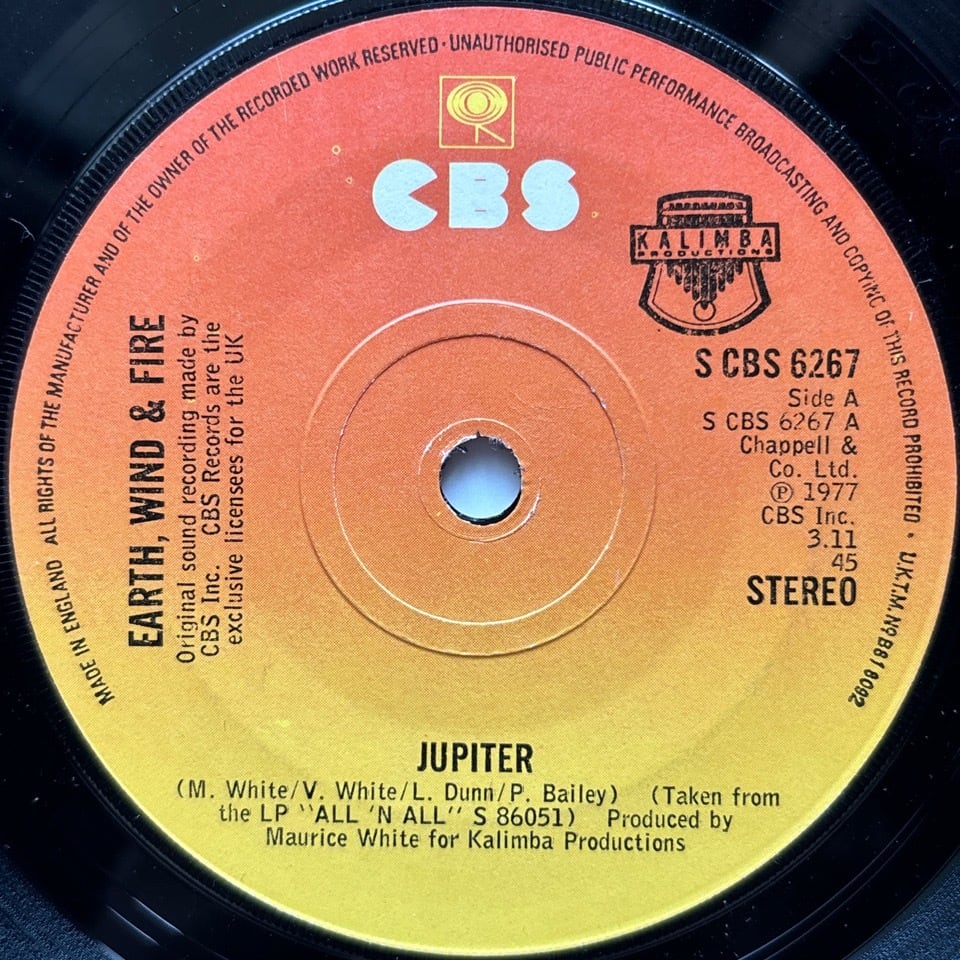 MADE IN ENGLAND ALL RIGHTS OF THE MANUFACTURER AND OF THE OWNER OF THE RECORDED WORK RESERVED · UNAUTHORISED PUBLIC PERFORMANCE BROADCASTING AND COPYING OF THIS RECORD PROHIBITED · U.K.T.M. Nº B818092
CBS
KALIMBA
PRODUCTIONS
EARTH, WIND & FIRE
Original sound recording made by
CBS Inc. CBS Records are the
exclusive licenses for the UK
S CBS 6267
Side A
S CBS 6267 A
Chappell &
Co. Ltd.
℗ 1977
CBS Inc.
3.11
45
STEREO
JUPITER
(M. White/V. White/L. Dunn/P. Bailey) (Taken from
the LP "ALL 'N ALL" S 86051) Produced by
Maurice White for Kalimba Productions